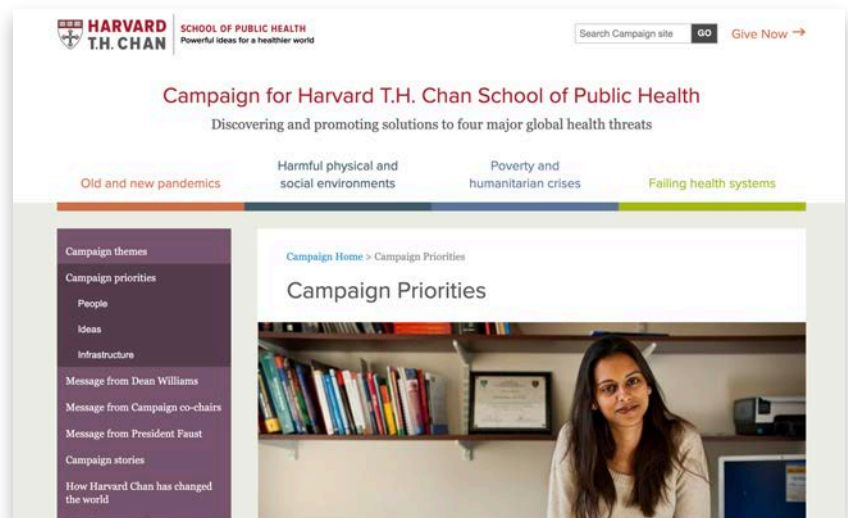 HARVARD
T.H. CHAN
SCHOOL OF PUBLIC HEALTH
Powerful ideas for a healthier world
Search Campaign site
GO
Give Now →
Campaign for Harvard T.H. Chan School of Public Health
Discovering and promoting solutions to four major global health threats
Old and new pandemics
Harmful physical and
social environments
Poverty and
humanitarian crises
Failing health systems
Campaign themes
Campaign priorities
People
Ideas
Infrastructure
Message from Dean Williams
Message from Campaign co-chairs
Message from President Faust
Campaign stories
How Harvard Chan has changed
the world
Campaign Home > Campaign Priorities
Campaign Priorities